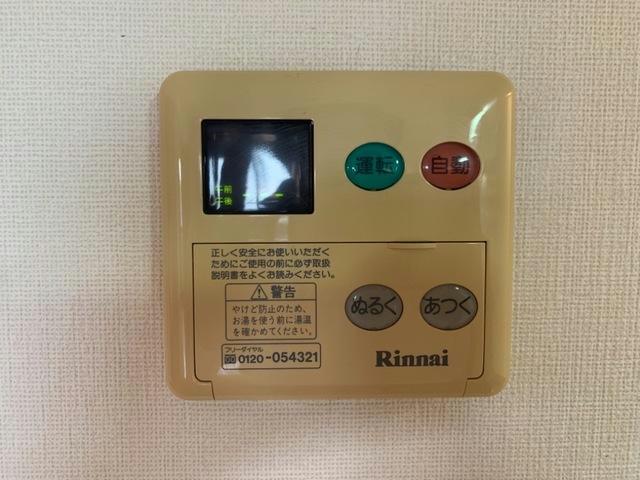 運転
自動
午前
午後
正しく安全にお使いいただく
ためにご使用の前に必ず取扱
説明書をよくお読みください。
警告
やけど防止のため、
お湯を使う前に湯温
を確かめてください。
フリーダイヤル
0120-054321
ぬるく
あつく
Rinnai